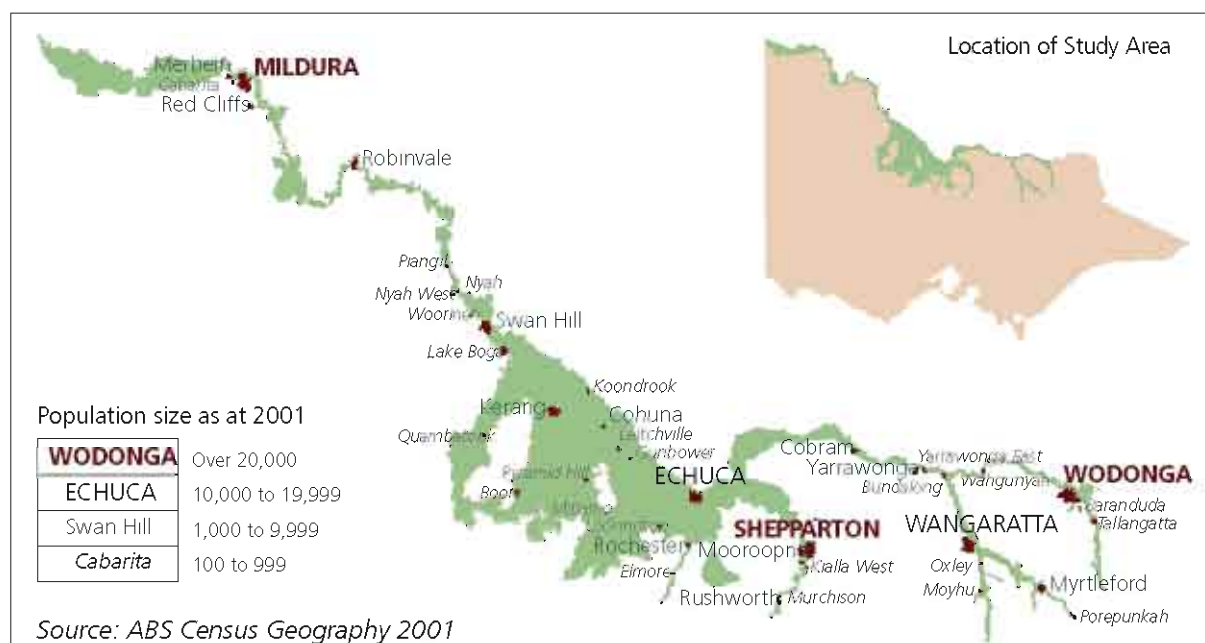 Location of Study Area
Merbein
MILDURA
Cabarita
Red Cliffs
Robinvale
Piangil
Nyah
Nyah West
Woorinen
Swan Hill
Lake Boga
Koondrook
Kerang
Cohuna
Leitchville
Gunbower
Quambatook
Pyramid Hill
Boort
ECHUCA
Cobram
Yarrawonga
Yarrawonga East
Bundalong
Wahgunyah
WODONGA
Baranduda
Tallangatta
SHEPPARTON
WANGARATTA
Rochester
Mooroopn
Kialla West
Elmore
Oxley
Moyhu
Myrtleford
Rushworth
Murchison
Porepunkah
Population size as at 2001
WODONGA Over 20,000
ECHUCA 10,000 to 19,999
Swan Hill 1,000 to 9,999
Cabarita 100 to 999
Source: ABS Census Geography 2001